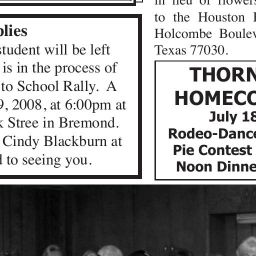 plies
student will be left
is in the process of
to School Rally. A
9, 2008, at 6:00pm at
Stree in Bremond.
Cindy Blackburn at
to seeing you.
in lieu of flowers
to the Houston
Holcombe Boulev
Texas 77030.
THORN
HOMECO
July 18
Rodeo-Dance
Pie Contest
Noon Dinne